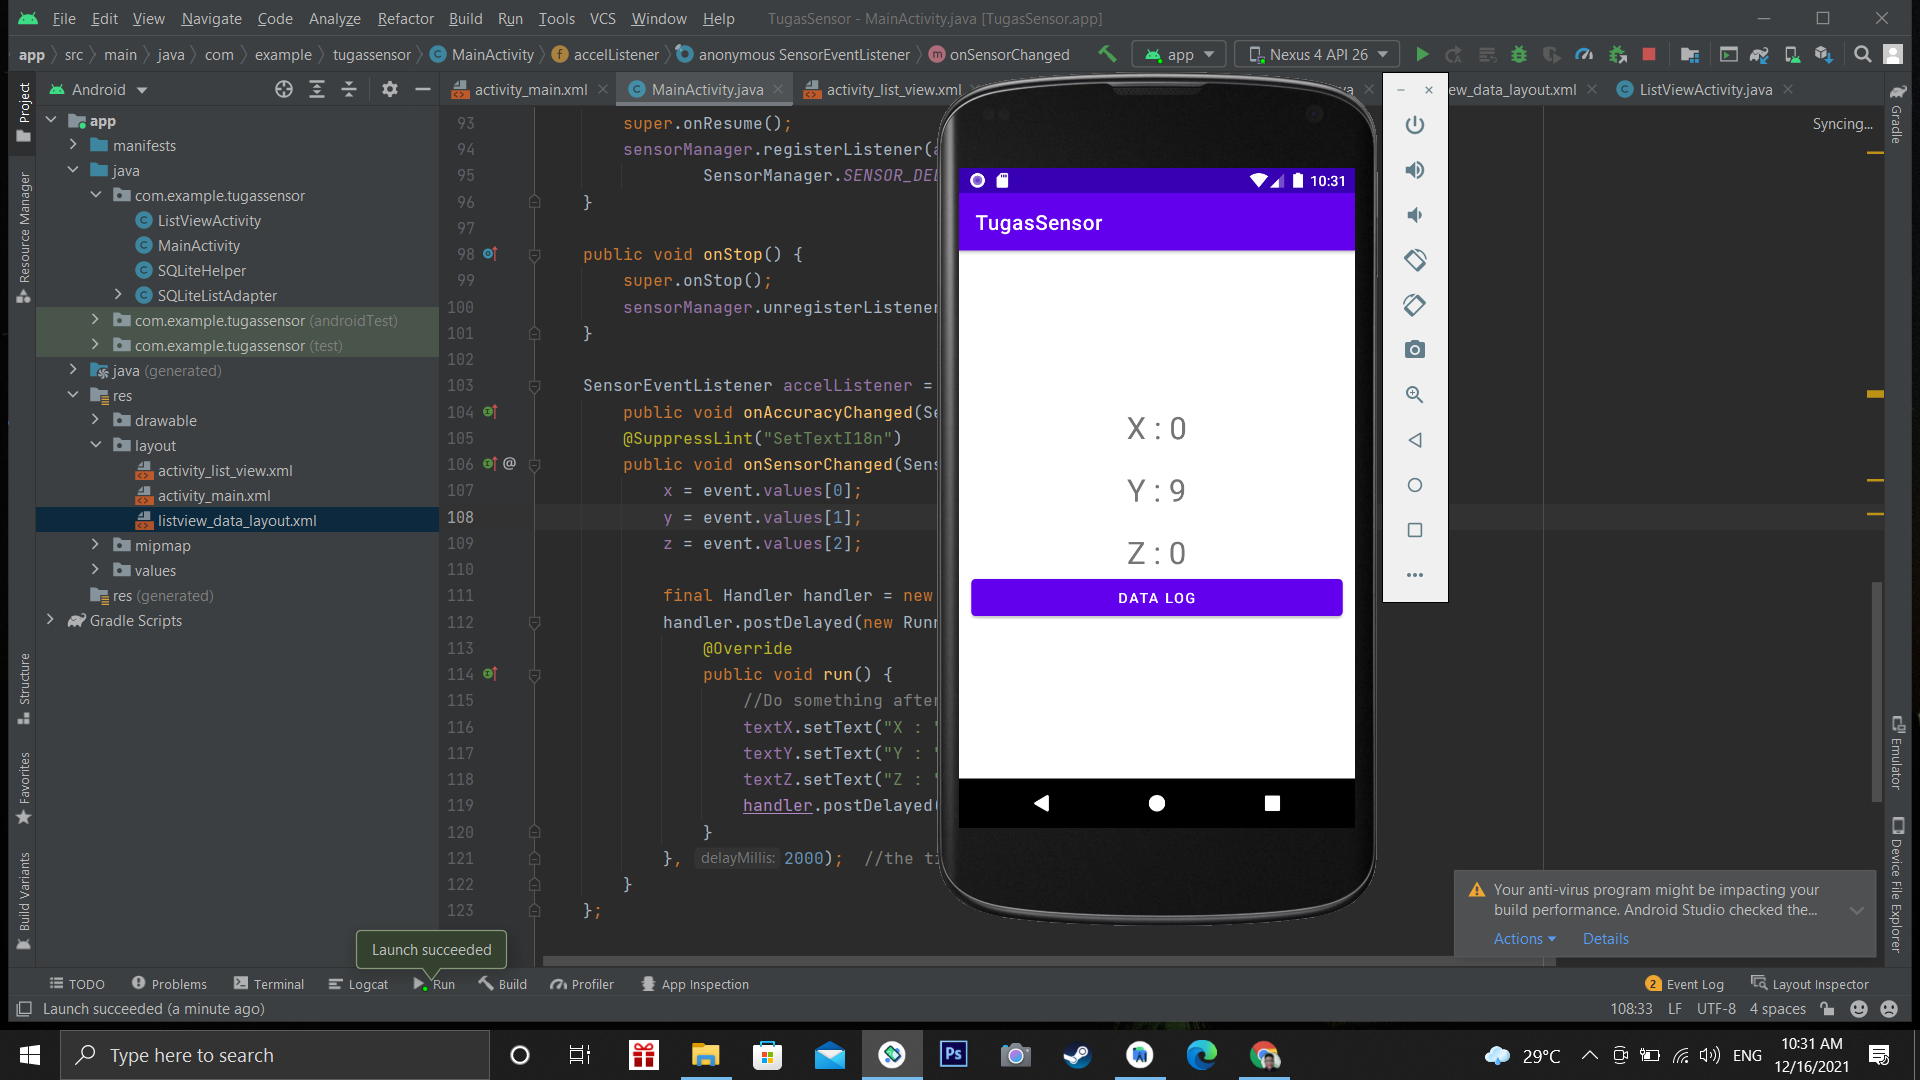 File Edit View Navigate Code Analyze Refactor Build Run Tools VCS Window Help TugasSensor - MainActivity.java [TugasSensor.app]
app src main java com example tugassensor MainActivity accelListener anonymous SensorEventListener onSensorChanged app Nexus 4 API 26
Android
activity_main.xml MainActivity.java activity_list_view.xml ew_data_layout.xml ListViewActivity.java
Syncing...
Project
Resource Manager
Structure
Favorites
Build Variants
app
manifests
java
com.example.tugassensor
ListViewActivity
MainActivity
SQLiteHelper
SQLiteListAdapter
com.example.tugassensor (androidTest)
com.example.tugassensor (test)
java (generated)
res
drawable
layout
activity_list_view.xml
activity_main.xml
listview_data_layout.xml
mipmap
values
res (generated)
Gradle Scripts
93 super.onResume();
94 sensorManager.registerListener(
95 SensorManager.SENSOR_DE
96 }
97
98 public void onStop() {
99 super.onStop();
100 sensorManager.unregisterListener
101 }
102
103 SensorEventListener accelListener =
104 public void onAccuracyChanged(Se
105 @SuppressLint("SetTextI18n")
106 @ public void onSensorChanged(Sens
107 x = event.values[0];
108 y = event.values[1];
109 z = event.values[2];
110
111 final Handler handler = new
112 handler.postDelayed(new Runn
113 @Override
114 public void run() {
115 //Do something after
116 textX.setText("X : "
117 textY.setText("Y : "
118 textZ.setText("Z : "
119 handler.postDelayed(
120 }
121 }, delayMillis: 2000); //the ti
122 }
123 };
10:31
TugasSensor
X : 0
Y : 9
Z : 0
DATA LOG
Gradle
Emulator
Device File Explorer
Your anti-virus program might be impacting your
build performance. Android Studio checked the...
Actions Details
Launch succeeded
TODO Problems Terminal Logcat Run Build Profiler App Inspection 2 Event Log Layout Inspector
Launch succeeded (a minute ago) 108:33 LF UTF-8 4 spaces
Type here to search
Ps
29°C ENG
10:31 AM
12/16/2021